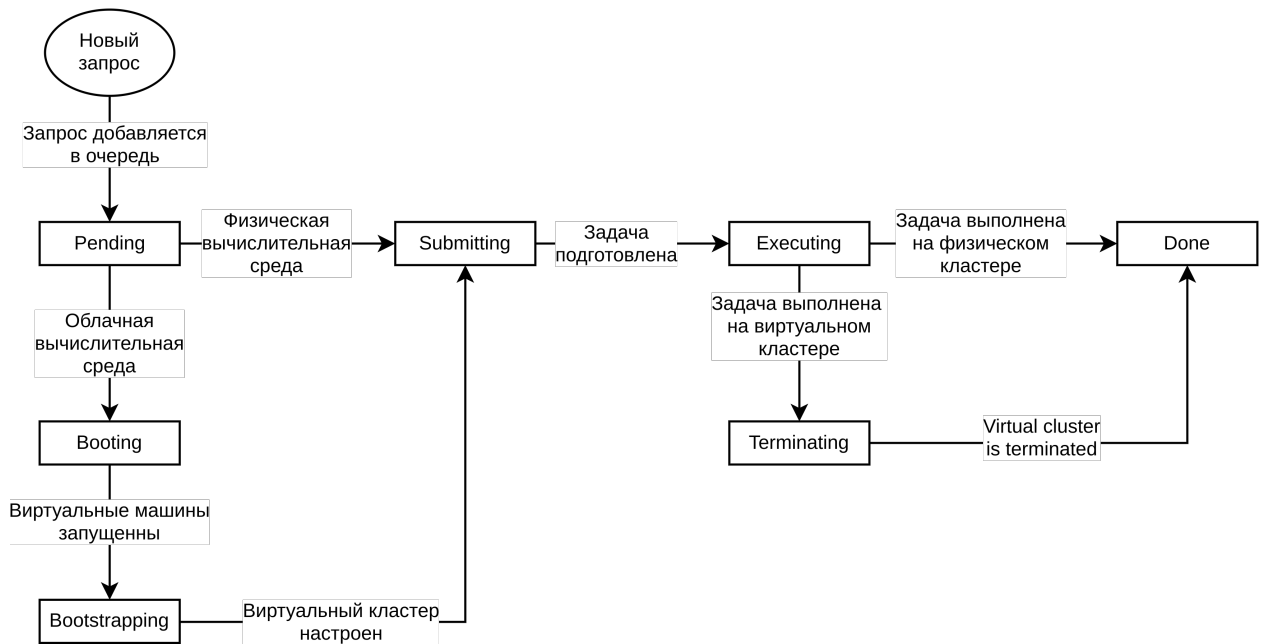 Новый
запрос
Запрос добавляется
в очередь
Pending
Физическая
вычислительная
среда
Submitting
Задача
подготовлена
Executing
Задача выполнена
на физическом
кластере
Done
Облачная
вычислительная
среда
Задача выполнена
на виртуальном
кластере
Booting
Terminating
Virtual cluster
is terminated
Виртуальные машины
запущенны
Bootstrapping
Виртуальный кластер
настроен